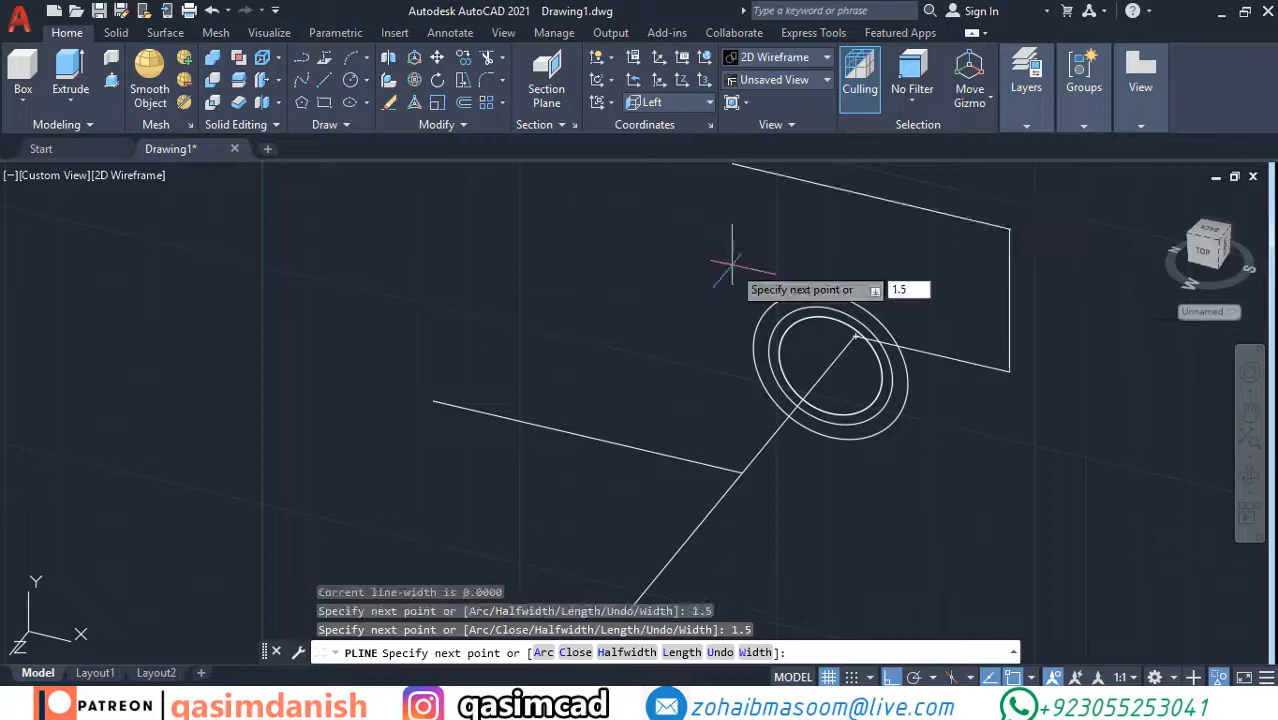 Autodesk AutoCAD 2021 Drawing1.dwg
Type a keyword or phrase
Sign In
Home Solid Surface Mesh Visualize Parametric Insert Annotate View Manage Output Add-ins Collaborate Express Tools Featured Apps
2D Wireframe
Unsaved View
Left
Box Extrude Smooth Object Section Plane Culling No Filter Move Gizmo Layers Groups View
Modeling Mesh Solid Editing Draw Modify Section Coordinates View Selection
Start Drawing1*
[−][Custom View][2D Wireframe]
BACK
TOP
N
S
W
Unnamed
Specify next point or 1.5
Y
X
Z
Current line-width is 0.0000
Specify next point or [Arc/Halfwidth/Length/Undo/Width]: 1.5
Specify next point or [Arc/Close/Halfwidth/Length/Undo/Width]: 1.5
PLINE Specify next point or [Arc Close Halfwidth Length Undo Width]:
Model Layout1 Layout2
MODEL
1:1
PATREON qasimdanish qasimcad zohaibmasoom@live.com +923055253041